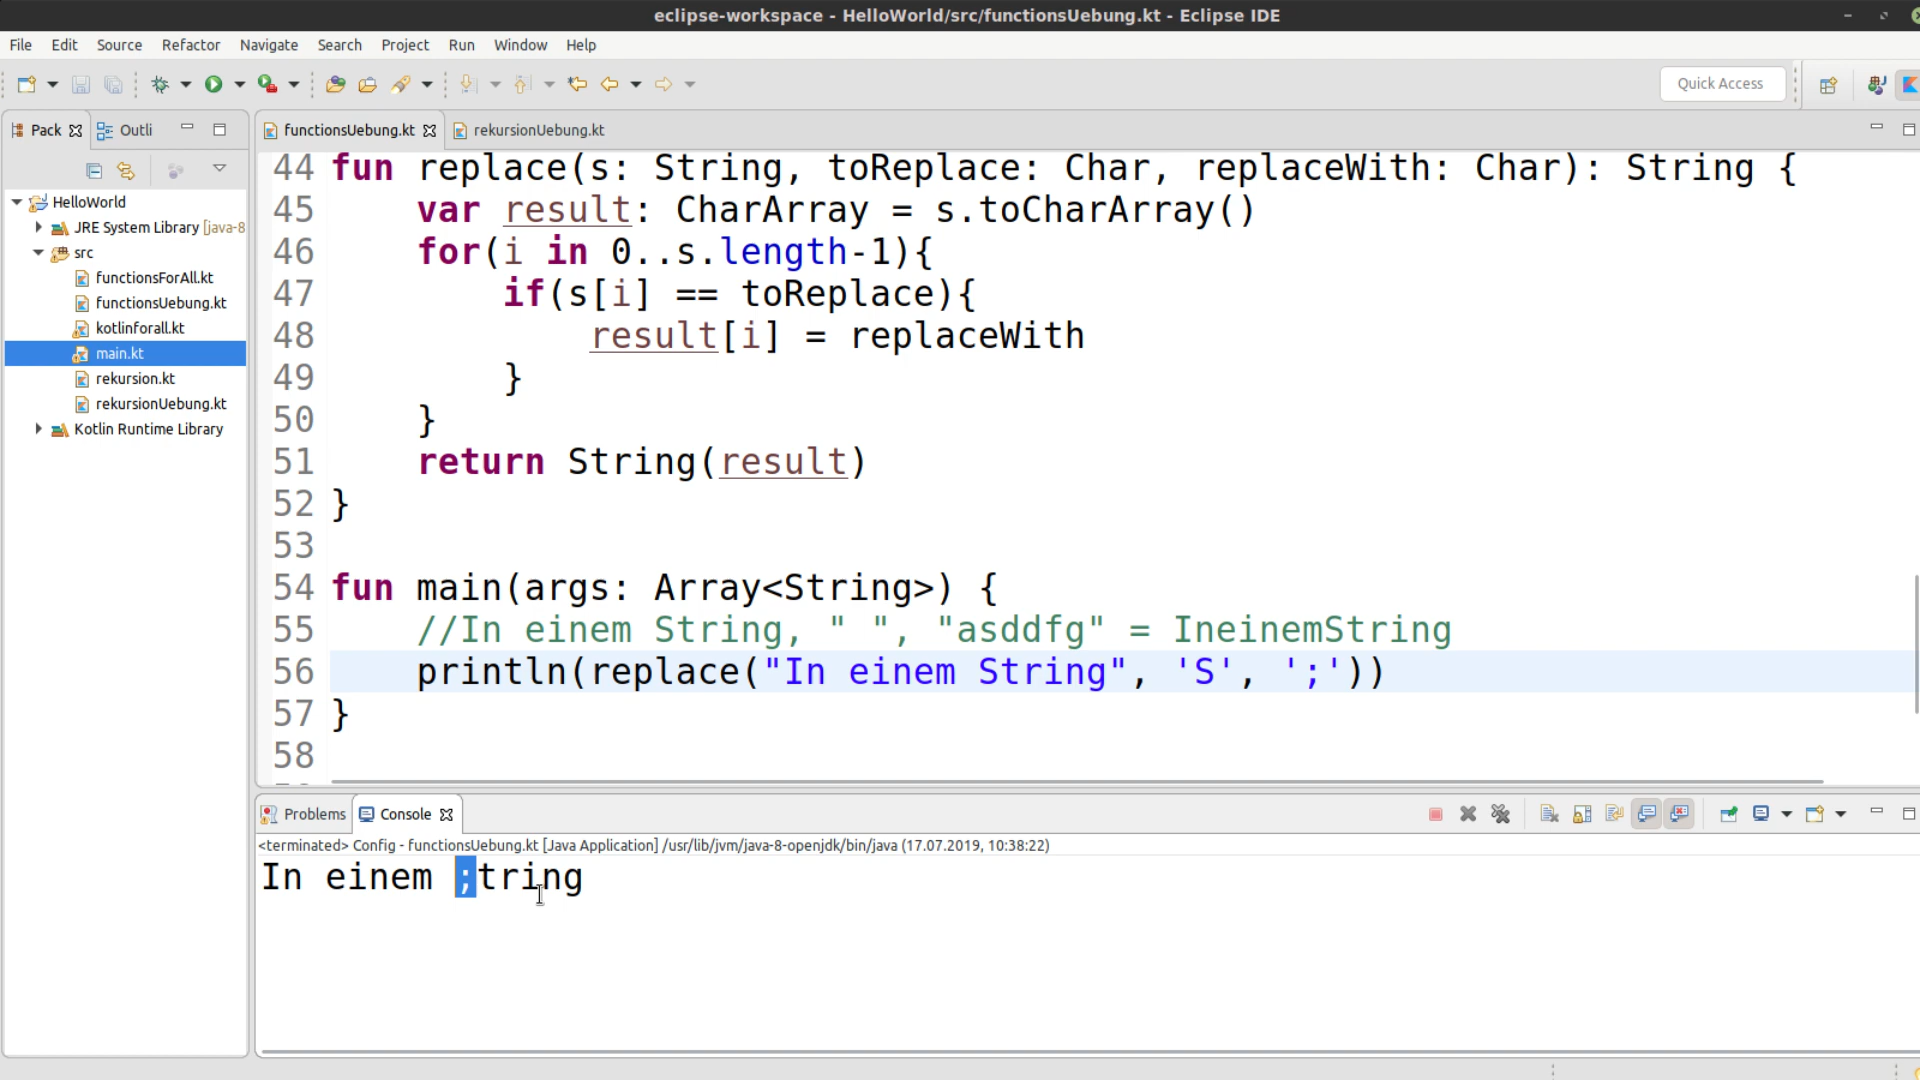 eclipse-workspace - HelloWorld/src/functionsUebung.kt - Eclipse IDE
File Edit Source Refactor Navigate Search Project Run Window Help
Quick Access
Pack Outli
functionsUebung.kt rekursionUebung.kt
HelloWorld
JRE System Library [java-8
src
functionsForAll.kt
functionsUebung.kt
kotlinforall.kt
main.kt
rekursion.kt
rekursionUebung.kt
Kotlin Runtime Library
44 fun replace(s: String, toReplace: Char, replaceWith: Char): String {
45     var result: CharArray = s.toCharArray()
46     for(i in 0..s.length-1){
47         if(s[i] == toReplace){
48             result[i] = replaceWith
49         }
50     }
51     return String(result)
52 }
53
54 fun main(args: Array<String>) {
55     //In einem String, " ", "asddfg" = IneinemString
56     println(replace("In einem String", 'S', ';'))
57 }
58
Problems Console
<terminated> Config - functionsUebung.kt [Java Application] /usr/lib/jvm/java-8-openjdk/bin/java (17.07.2019, 10:38:22)
In einem ;tring